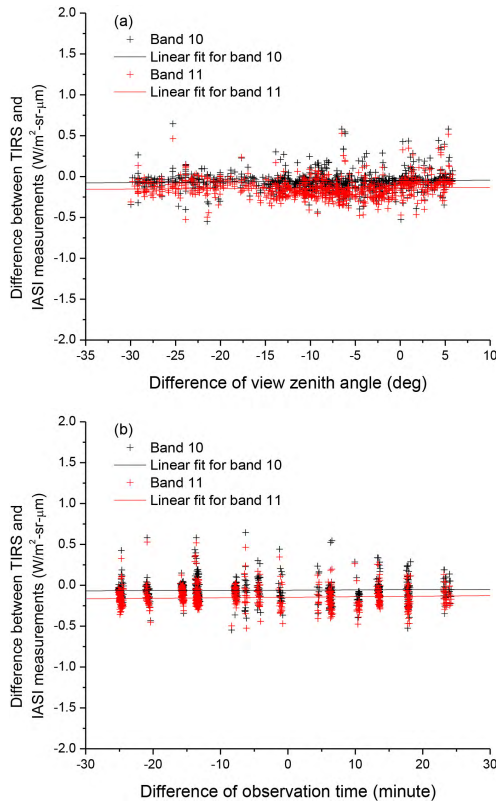 (a)
Band 10
Linear fit for band 10
Band 11
Linear fit for band 11
2.0
1.5
1.0
0.5
0.0
-0.5
-1.0
-1.5
-2.0
Difference between TIRS and
IASI measurements (W/m²-sr-μm)
-35 -30 -25 -20 -15 -10 -5 0 5 10
Difference of view zenith angle (deg)
(b)
Band 10
Linear fit for band 10
Band 11
Linear fit for band 11
2.0
1.5
1.0
0.5
0.0
-0.5
-1.0
-1.5
-2.0
Difference between TIRS and
IASI measurements (W/m²-sr-μm)
-30 -20 -10 0 10 20 30
Difference of observation time (minute)